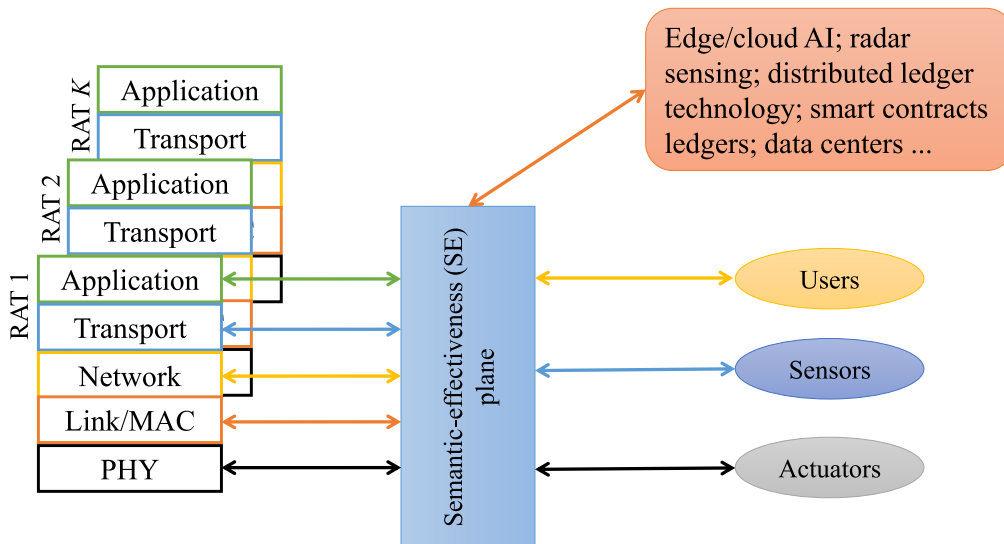 Edge/cloud AI; radar
sensing; distributed ledger
technology; smart contracts
ledgers; data centers ...
RAT K
Application
Transport
RAT 2
Application
Transport
RAT 1
Application
Transport
Network
Link/MAC
PHY
Semantic-effectiveness (SE)
plane
Users
Sensors
Actuators